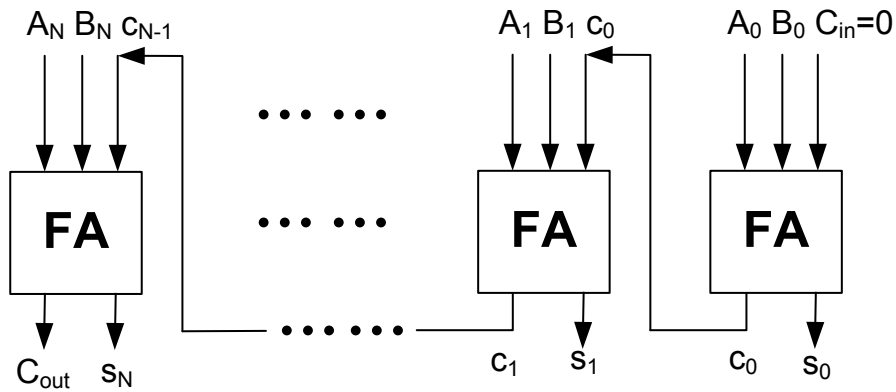 A_N B_N c_{N-1} A_1 B_1 c_0 A_0 B_0 C_in=0
FA FA FA
C_out s_N c_1 s_1 c_0 s_0